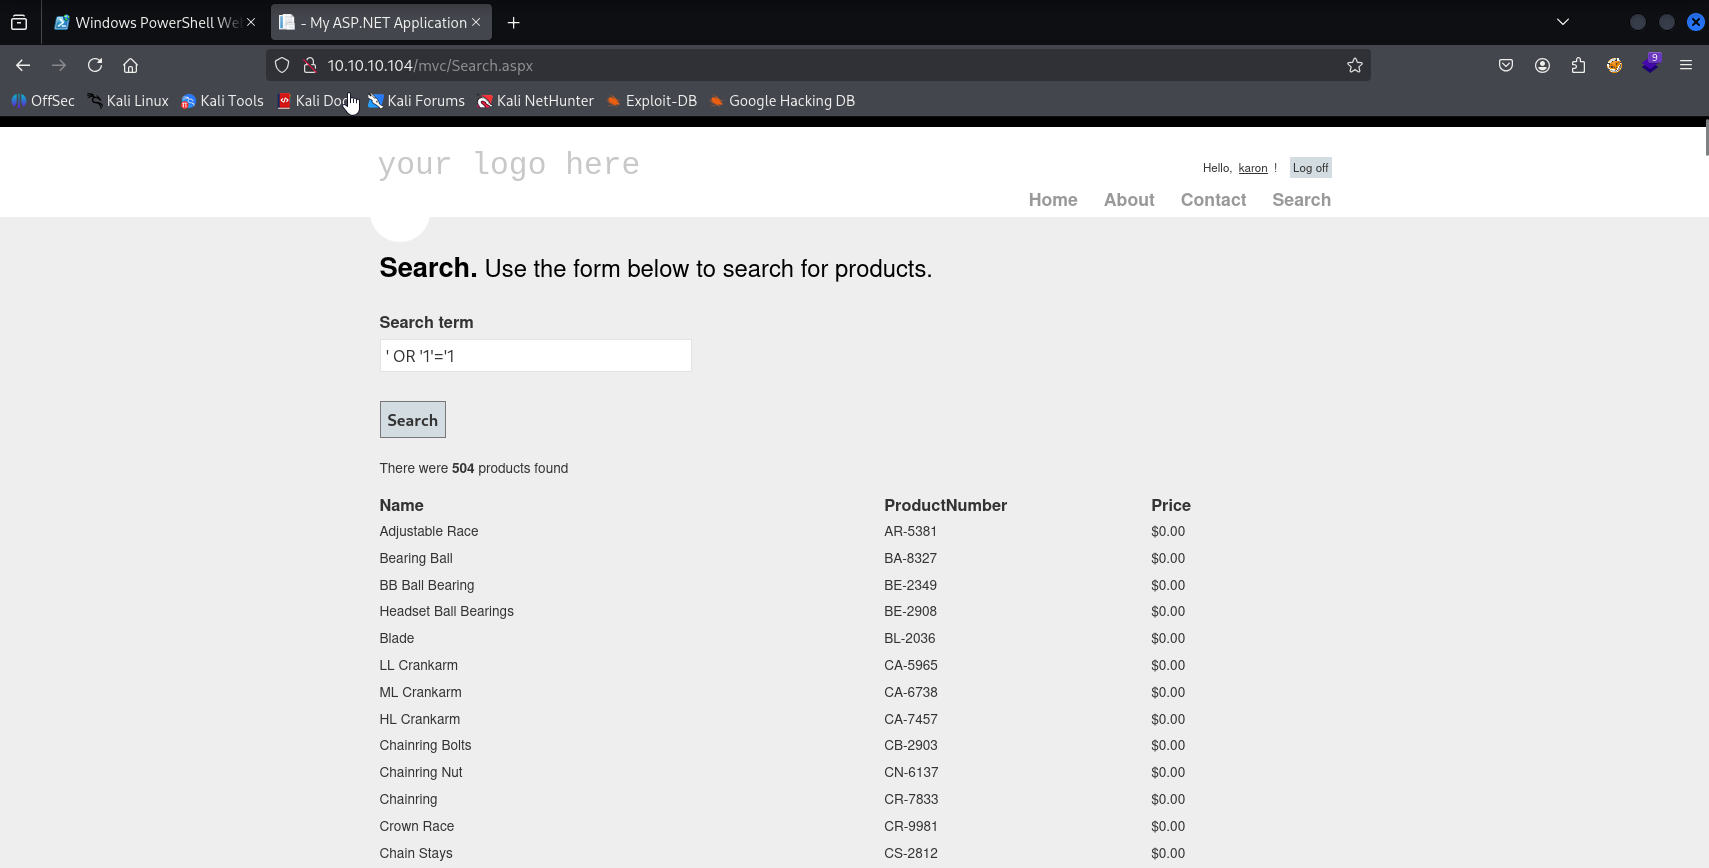 Windows PowerShell We
- My ASP.NET Application
10.10.10.104/mvc/Search.aspx
9
OffSec Kali Linux Kali Tools Kali Doc Kali Forums Kali NetHunter Exploit-DB Google Hacking DB
your logo here
Hello, karon ! Log off
Home About Contact Search
Search. Use the form below to search for products.
Search term
' OR '1'='1
Search
There were 504 products found
Name ProductNumber Price
Adjustable Race AR-5381 $0.00
Bearing Ball BA-8327 $0.00
BB Ball Bearing BE-2349 $0.00
Headset Ball Bearings BE-2908 $0.00
Blade BL-2036 $0.00
LL Crankarm CA-5965 $0.00
ML Crankarm CA-6738 $0.00
HL Crankarm CA-7457 $0.00
Chainring Bolts CB-2903 $0.00
Chainring Nut CN-6137 $0.00
Chainring CR-7833 $0.00
Crown Race CR-9981 $0.00
Chain Stays CS-2812 $0.00